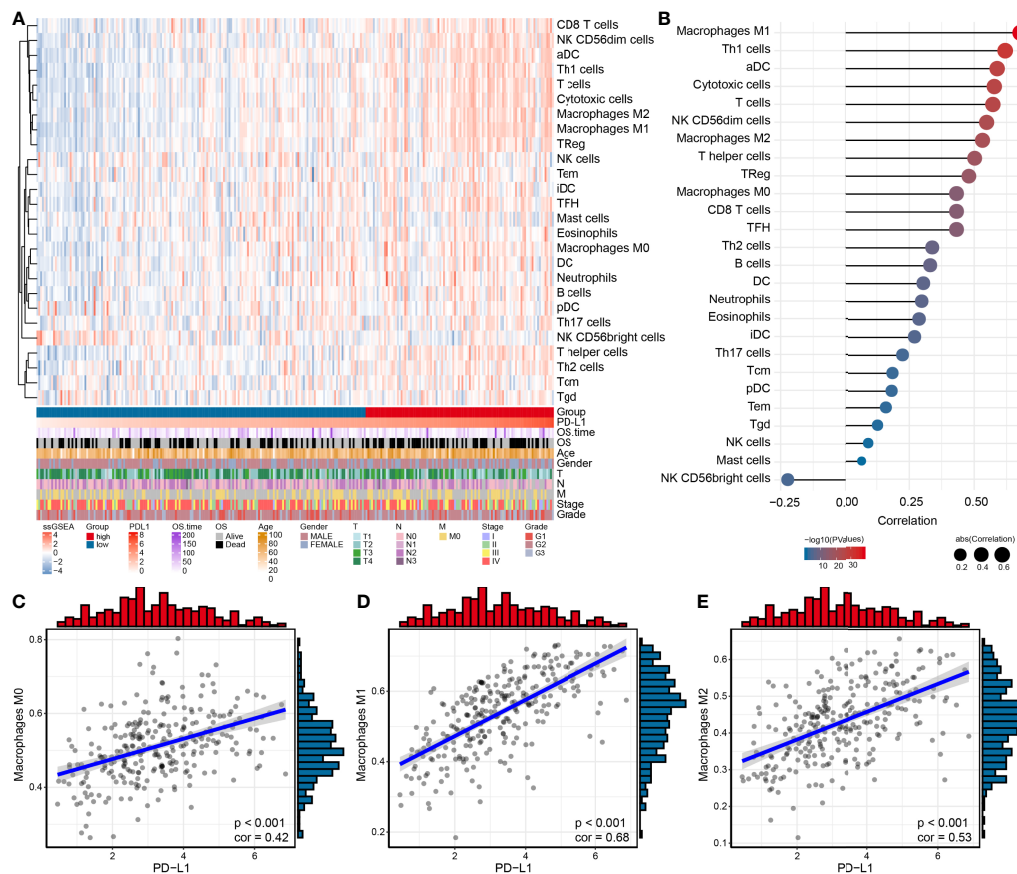 A
CD8 T cells
NK CD56dim cells
aDC
Th1 cells
T cells
Cytotoxic cells
Macrophages M2
Macrophages M1
TReg
NK cells
Tem
iDC
TFH
Mast cells
Eosinophils
Macrophages M0
DC
Neutrophils
B cells
pDC
Th17 cells
NK CD56bright cells
T helper cells
Th2 cells
Tcm
Tgd
Group
PD-L1
OS.time
OS
Age
Gender
T
N
M
Stage
Grade
ssGSEA
4
2
0
−2
−4
Group
high
low
PDL1
8
6
4
2
0
OS.time
200
150
100
50
0
OS
Alive
Dead
Age
100
80
60
40
20
0
Gender
MALE
FEMALE
T
T1
T2
T3
T4
N
N0
N1
N2
N3
M
M0
Stage
I
II
III
IV
Grade
G1
G2
G3
B
Macrophages M1
Th1 cells
aDC
Cytotoxic cells
T cells
NK CD56dim cells
Macrophages M2
T helper cells
TReg
Macrophages M0
CD8 T cells
TFH
Th2 cells
B cells
DC
Neutrophils
Eosinophils
iDC
Th17 cells
Tcm
pDC
Tem
Tgd
NK cells
Mast cells
NK CD56bright cells
−0.25 0.00 0.25 0.50
Correlation
−log10(PValues)
10 20 30
abs(Correlation)
0.2 0.4 0.6
C
Macrophages M0
0.8
0.6
0.4
p < 0.001
cor = 0.42
2 4 6
PD−L1
D
Macrophages M1
0.6
0.4
0.2
p < 0.001
cor = 0.68
2 4 6
PD−L1
E
Macrophages M2
0.6
0.5
0.4
0.3
0.2
0.1
p < 0.001
cor = 0.53
2 4 6
PD−L1